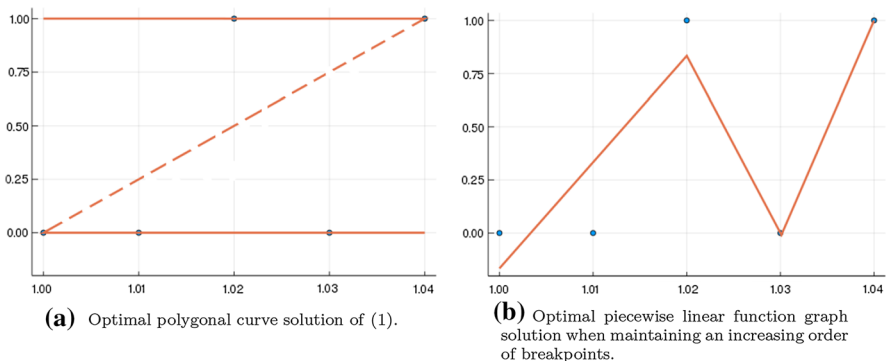 1.00
0.75
0.50
0.25
0.00
1.00 1.01 1.02 1.03 1.04
(a) Optimal polygonal curve solution of (1).
1.00
0.75
0.50
0.25
0.00
1.00 1.01 1.02 1.03 1.04
(b) Optimal piecewise linear function graph
solution when maintaining an increasing order
of breakpoints.